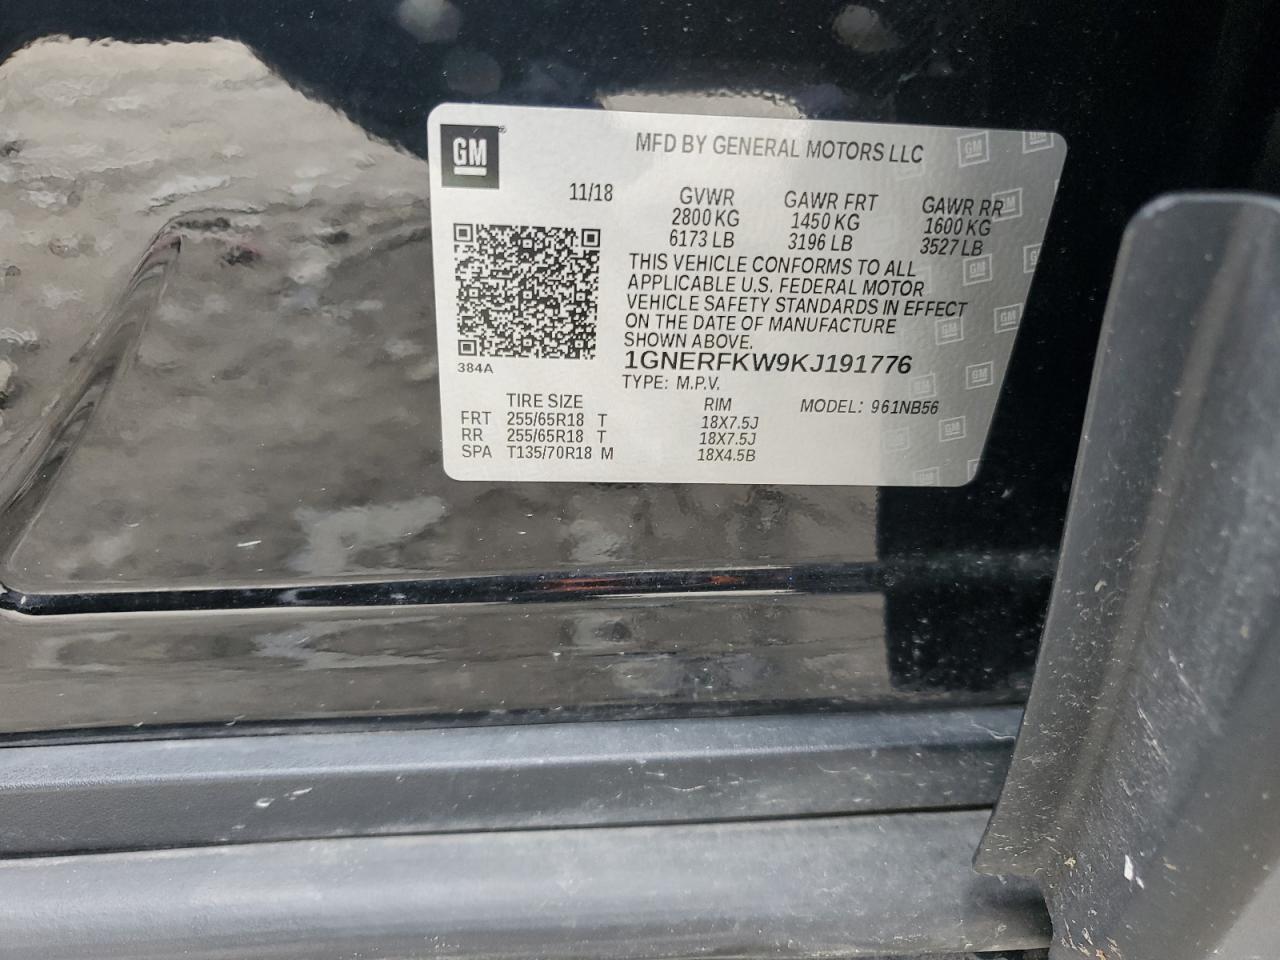 GM
MFD BY GENERAL MOTORS LLC
11/18 GVWR GAWR FRT GAWR RR
2800 KG 1450 KG 1600 KG
6173 LB 3196 LB 3527 LB
THIS VEHICLE CONFORMS TO ALL
APPLICABLE U.S. FEDERAL MOTOR
VEHICLE SAFETY STANDARDS IN EFFECT
ON THE DATE OF MANUFACTURE
SHOWN ABOVE.
1GNERFKW9KJ191776
384A
TYPE: M.P.V.
TIRE SIZE RIM MODEL: 961NB56
FRT 255/65R18 T 18X7.5J
RR 255/65R18 T 18X7.5J
SPA T135/70R18 M 18X4.5B